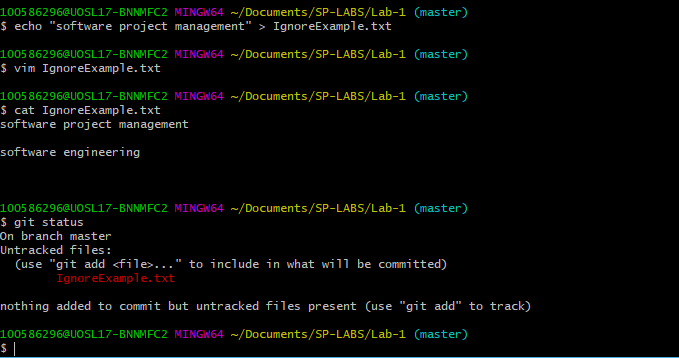 100586296@UOSL17-BNNMFC2 MINGW64 ~/Documents/SP-LABS/Lab-1 (master)
$ echo "software project management" > IgnoreExample.txt
100586296@UOSL17-BNNMFC2 MINGW64 ~/Documents/SP-LABS/Lab-1 (master)
$ vim IgnoreExample.txt
100586296@UOSL17-BNNMFC2 MINGW64 ~/Documents/SP-LABS/Lab-1 (master)
$ cat IgnoreExample.txt
software project management
software engineering
100586296@UOSL17-BNNMFC2 MINGW64 ~/Documents/SP-LABS/Lab-1 (master)
$ git status
On branch master
Untracked files:
(use "git add <file>..." to include in what will be committed)
IgnoreExample.txt
nothing added to commit but untracked files present (use "git add" to track)
100586296@UOSL17-BNNMFC2 MINGW64 ~/Documents/SP-LABS/Lab-1 (master)
$